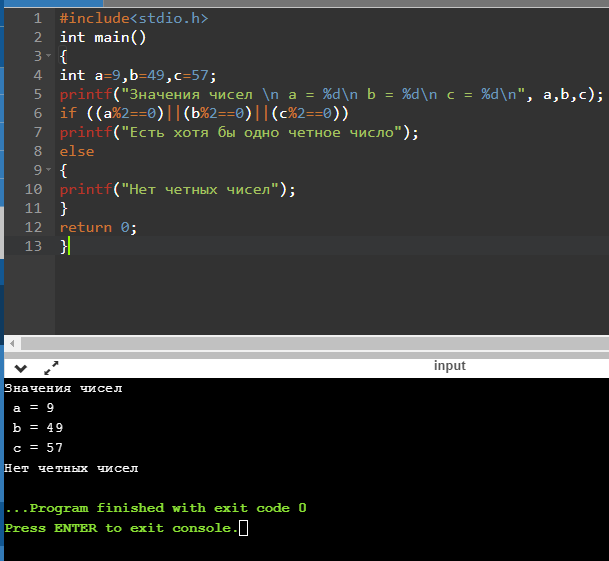 1 #include<stdio.h>
2 int main()
3 {
4 int a=9,b=49,c=57;
5 printf("Значения чисел \n a = %d\n b = %d\n c = %d\n", a,b,c);
6 if ((a%2==0)||(b%2==0)||(c%2==0))
7 printf("Есть хотя бы одно четное число");
8 else
9 {
10 printf("Нет четных чисел");
11 }
12 return 0;
13 }
input
Значения чисел
a = 9
b = 49
c = 57
Нет четных чисел
...Program finished with exit code 0
Press ENTER to exit console.